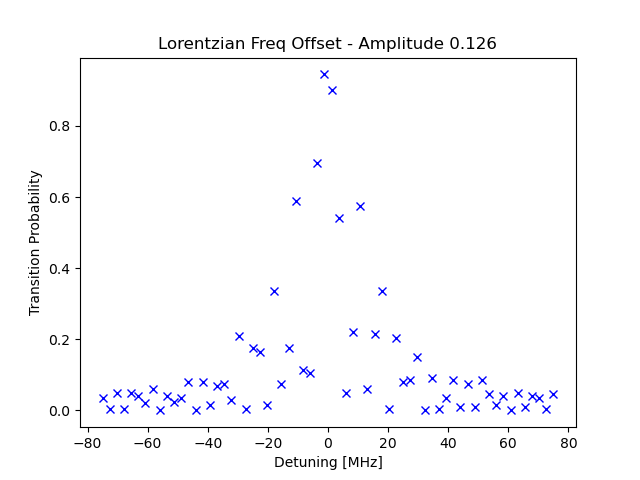 Lorentzian Freq Offset - Amplitude 0.126
Transition Probability
0.8
0.6
0.4
0.2
0.0
−80 −60 −40 −20 0 20 40 60 80
Detuning [MHz]